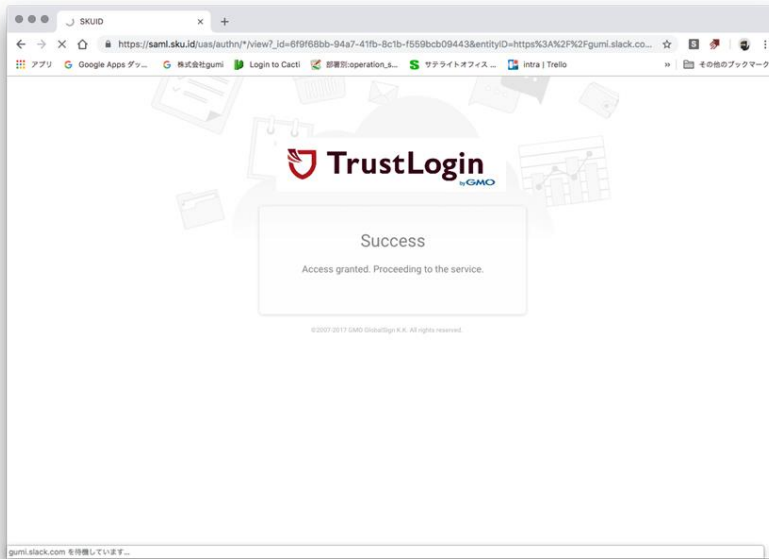 SKUID
https://saml.sku.id/uas/authn/*/view?_id=6f9f68bb-94a7-41fb-8c1b-f559bcb09443&entityID=https%3A%2F%2Fgumi.slack.co...
アプリ Google Apps ダッ... 株式会社gumi Login to Cacti 部署別:operation_s... サテライトオフィス ... intra | Trello » その他のブックマーク
TrustLogin
by GMO
Success
Access granted. Proceeding to the service.
©2007-2017 GMO GlobalSign K.K. All rights reserved.
gumi.slack.com を待機しています...